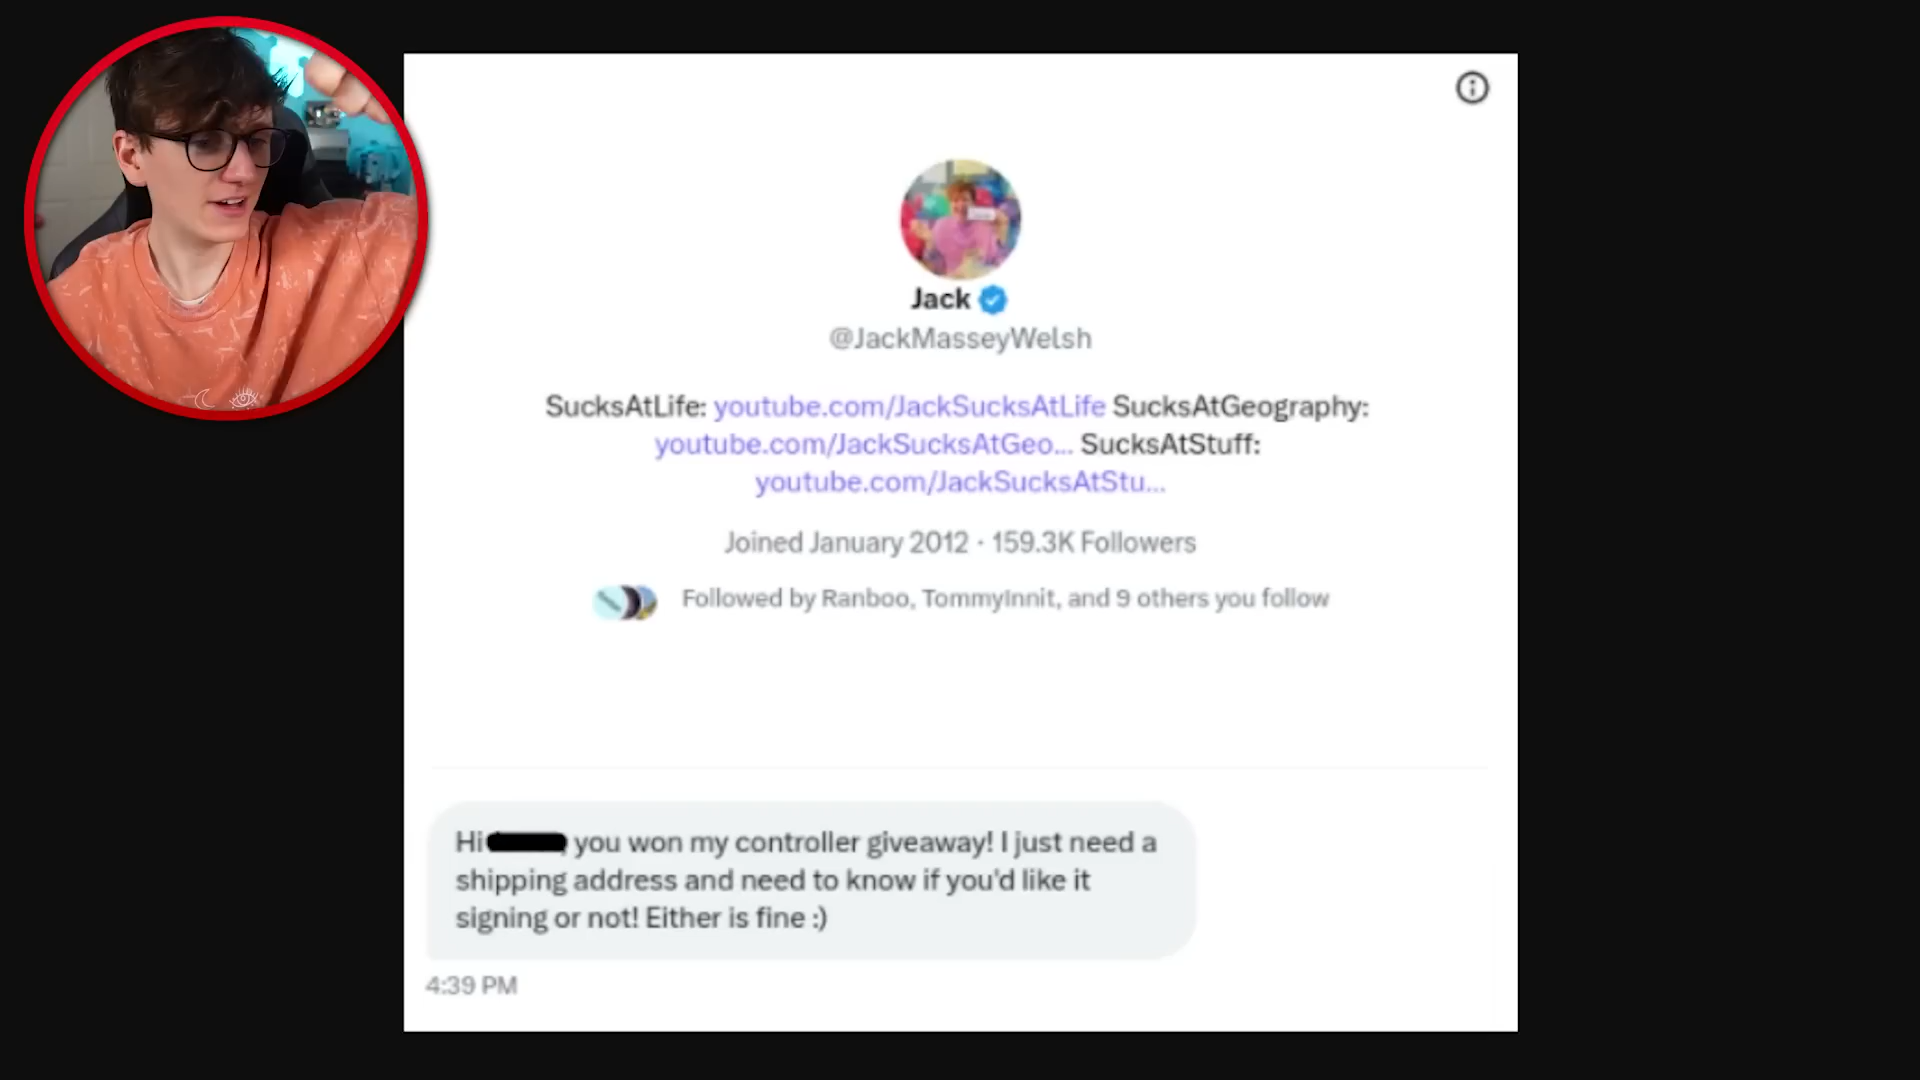 Jack
@JackMasseyWelsh
SucksAtLife: youtube.com/JackSucksAtLife SucksAtGeography:
youtube.com/JackSucksAtGeo... SucksAtStuff:
youtube.com/JackSucksAtStu...
Joined January 2012 · 159.3K Followers
Followed by Ranboo, TommyInnit, and 9 others you follow
Hi you won my controller giveaway! I just need a
shipping address and need to know if you'd like it
signing or not! Either is fine :)
4:39 PM